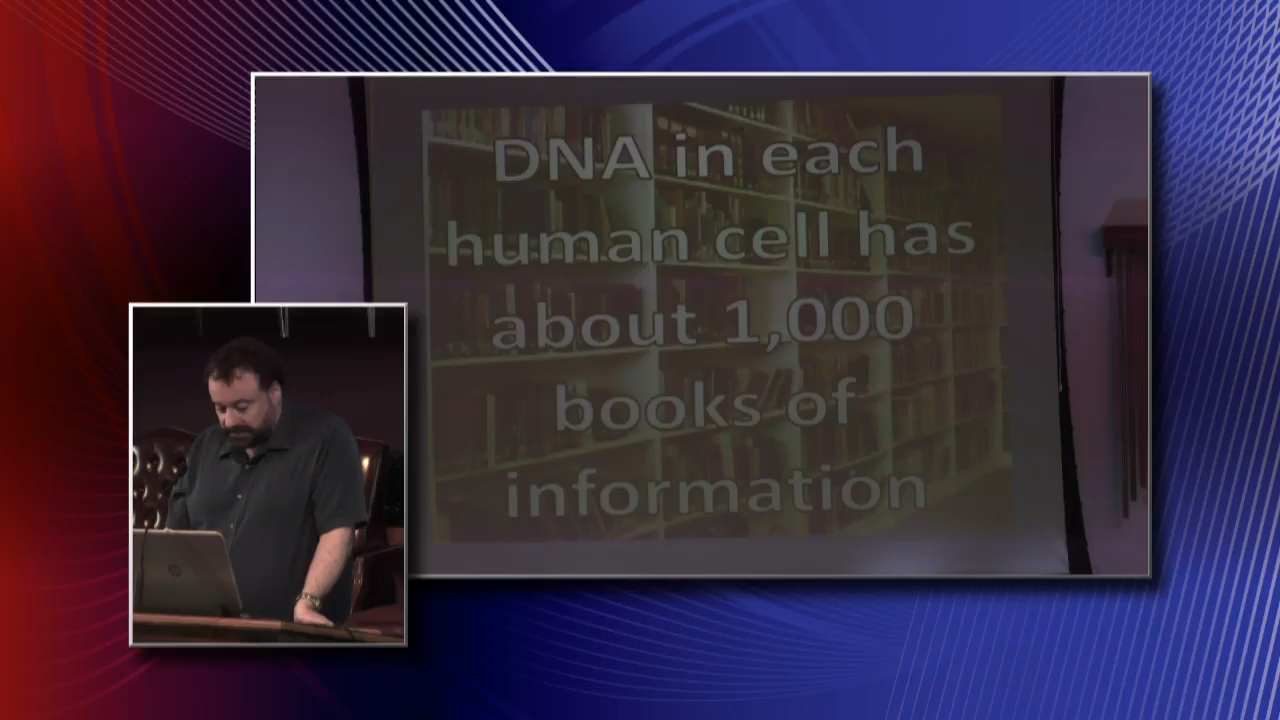 DNA in each
human cell has
about 1,000
books of
information